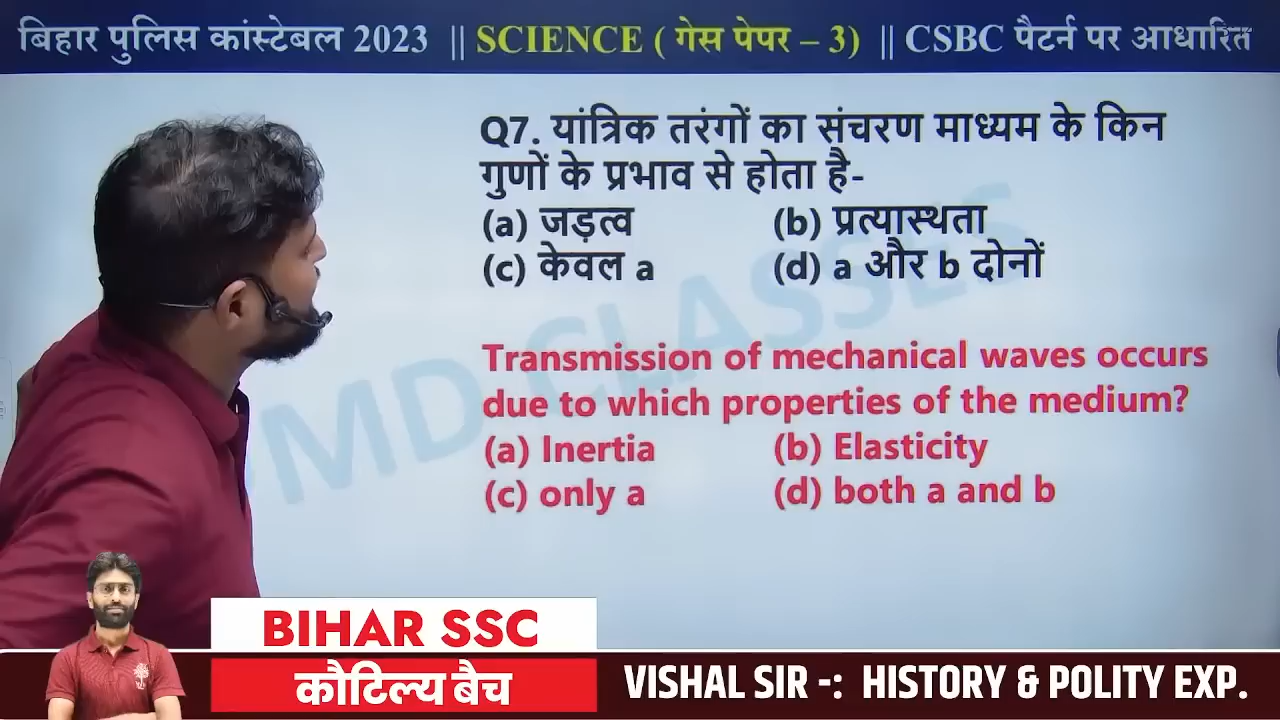 बिहार पुलिस कांस्टेबल 2023 || SCIENCE ( गेस पेपर – 3) || CSBC पैटर्न पर आधारित
Q7. यांत्रिक तरंगों का संचरण माध्यम के किन
गुणों के प्रभाव से होता है-
(a) जड़त्व (b) प्रत्यास्थता
(c) केवल a (d) a और b दोनों
MD CLASSES
Transmission of mechanical waves occurs
due to which properties of the medium?
(a) Inertia (b) Elasticity
(c) only a (d) both a and b
BIHAR SSC
कौटिल्य बैच
VISHAL SIR -: HISTORY & POLITY EXP.